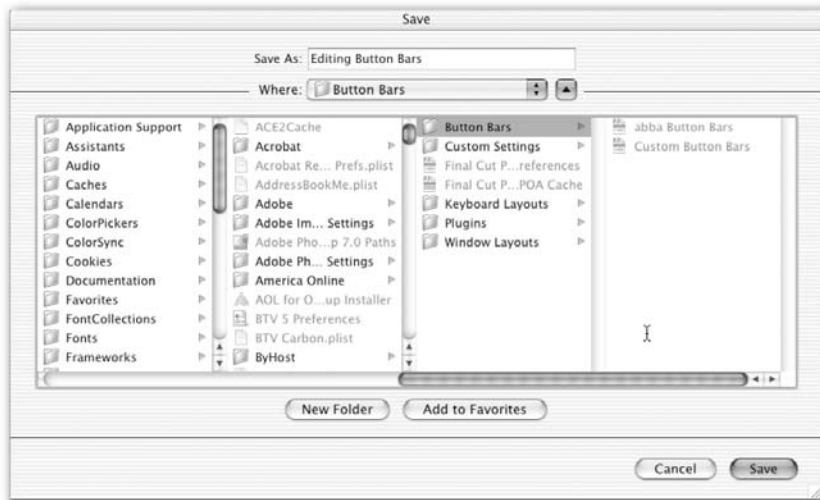 Save
Save As: Editing Button Bars
Where: Button Bars
Application Support
Assistants
Audio
Caches
Calendars
ColorPickers
ColorSync
Cookies
Documentation
Favorites
FontCollections
Fonts
Frameworks
ACE2Cache
Acrobat
Acrobat Re... Prefs.plist
AddressBookMe.plist
Adobe
Adobe Im... Settings
Adobe Pho...p 7.0 Paths
Adobe Ph... Settings
America Online
AOL for O...up Installer
BTV 5 Preferences
BTV Carbon.plist
ByHost
Button Bars
Custom Settings
Final Cut P...references
Final Cut P...POA Cache
Keyboard Layouts
Plugins
Window Layouts
abba Button Bars
Custom Button Bars
New Folder
Add to Favorites
Cancel
Save